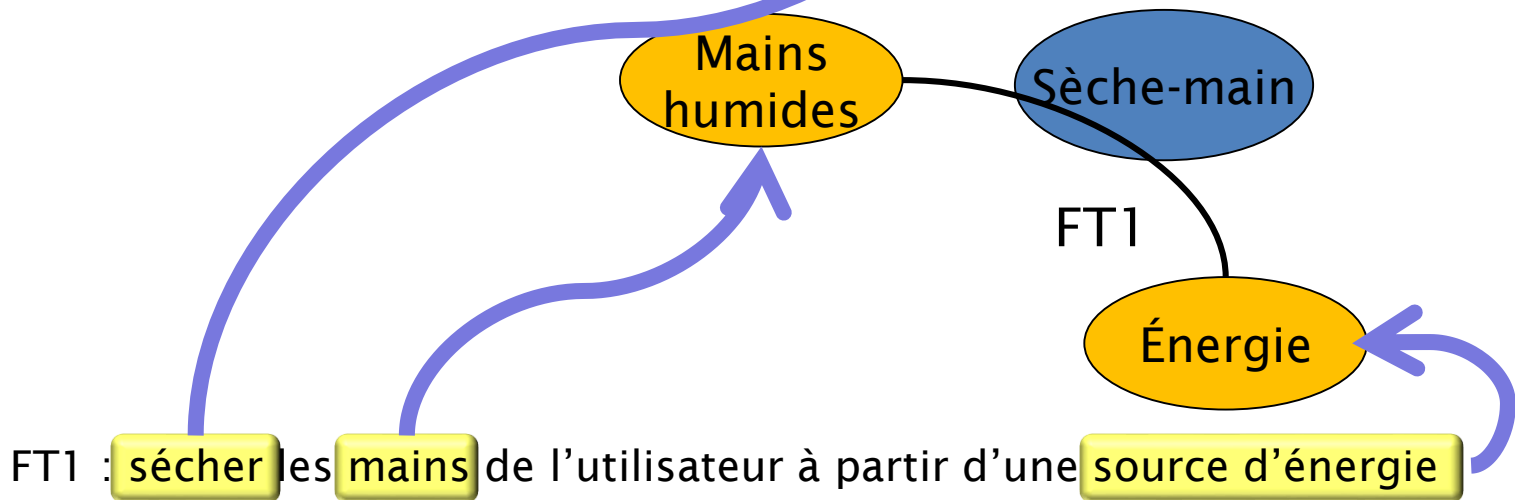 Mains
humides
Sèche-main
FT1
Énergie
FT1 : sécher les mains de l’utilisateur à partir d’une source d’énergie